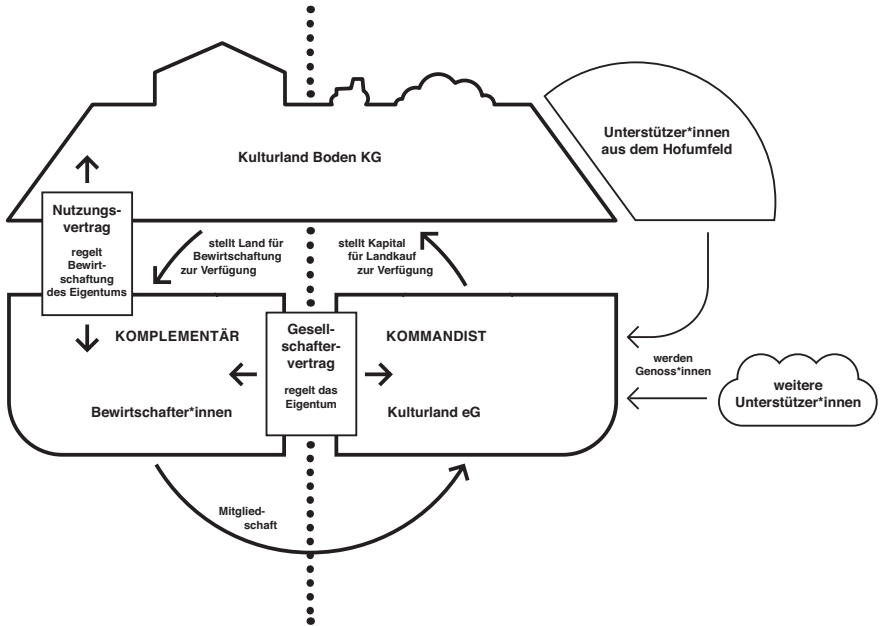 Kulturland Boden KG
Unterstützer*innen
aus dem Hofumfeld
Nutzungs-
vertrag
regelt
Bewirt-
schaftung
des Eigentums
stellt Land für
Bewirtschaftung
zur Verfügung
stellt Kapital
für Landkauf
zur Verfügung
KOMPLEMENTÄR
Bewirtschafter*innen
Gesell-
schafter-
vertrag
regelt das
Eigentum
KOMMANDIST
Kulturland eG
werden
Genoss*innen
weitere
Unterstützer*innen
Mitglied-
schaft